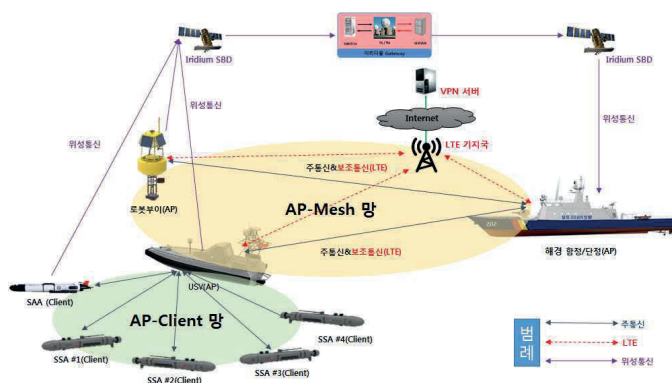 Iridium SBD
이리듐 Gateway
Iridium SBD
VPN 서버
Internet
LTE 기지국
위성통신
위성통신
위성통신
로봇부이(AP)
주통신&보조통신(LTE)
AP-Mesh 망
주통신&보조통신(LTE)
해경 함정/단정(AP)
USV(AP)
SAA (Client)
AP-Client 망
SSA #4(Client)
SSA #1(Client)
SSA #2(Client)
SSA #3(Client)
범례
주통신
LTE
위성통신